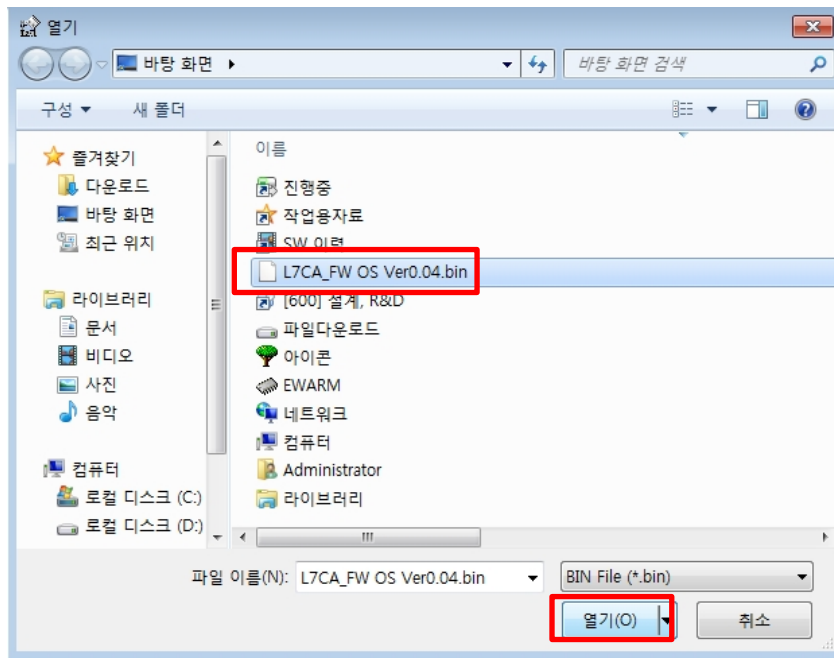 열기
바탕 화면
바탕 화면 검색
구성
새 폴더
즐겨찾기
다운로드
바탕 화면
최근 위치
라이브러리
문서
비디오
사진
음악
컴퓨터
로컬 디스크 (C:)
로컬 디스크 (D:)
이름
진행중
작업용자료
SW 이력
L7CA_FW OS Ver0.04.bin
[600] 설계, R&D
파일다운로드
아이콘
EWARM
네트워크
컴퓨터
Administrator
라이브러리
파일 이름(N): L7CA_FW OS Ver0.04.bin
BIN File (*.bin)
열기(O)
취소